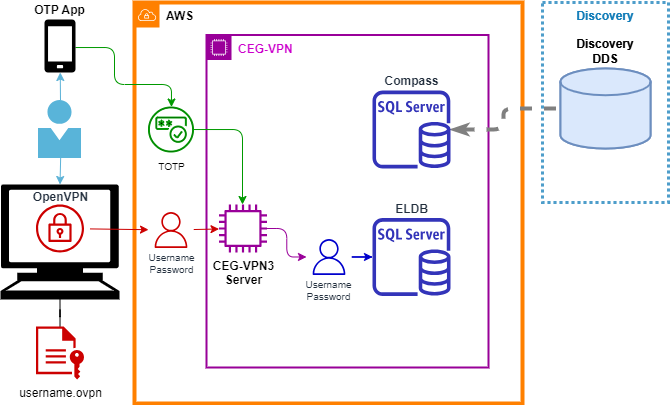 OTP App
AWS
Discovery
CEG-VPN
Discovery
DDS
Compass
SQL Server
**
TOTP
OpenVPN
ELDB
SQL Server
Username
Password
CEG-VPN3
Server
Username
Password
username.ovpn